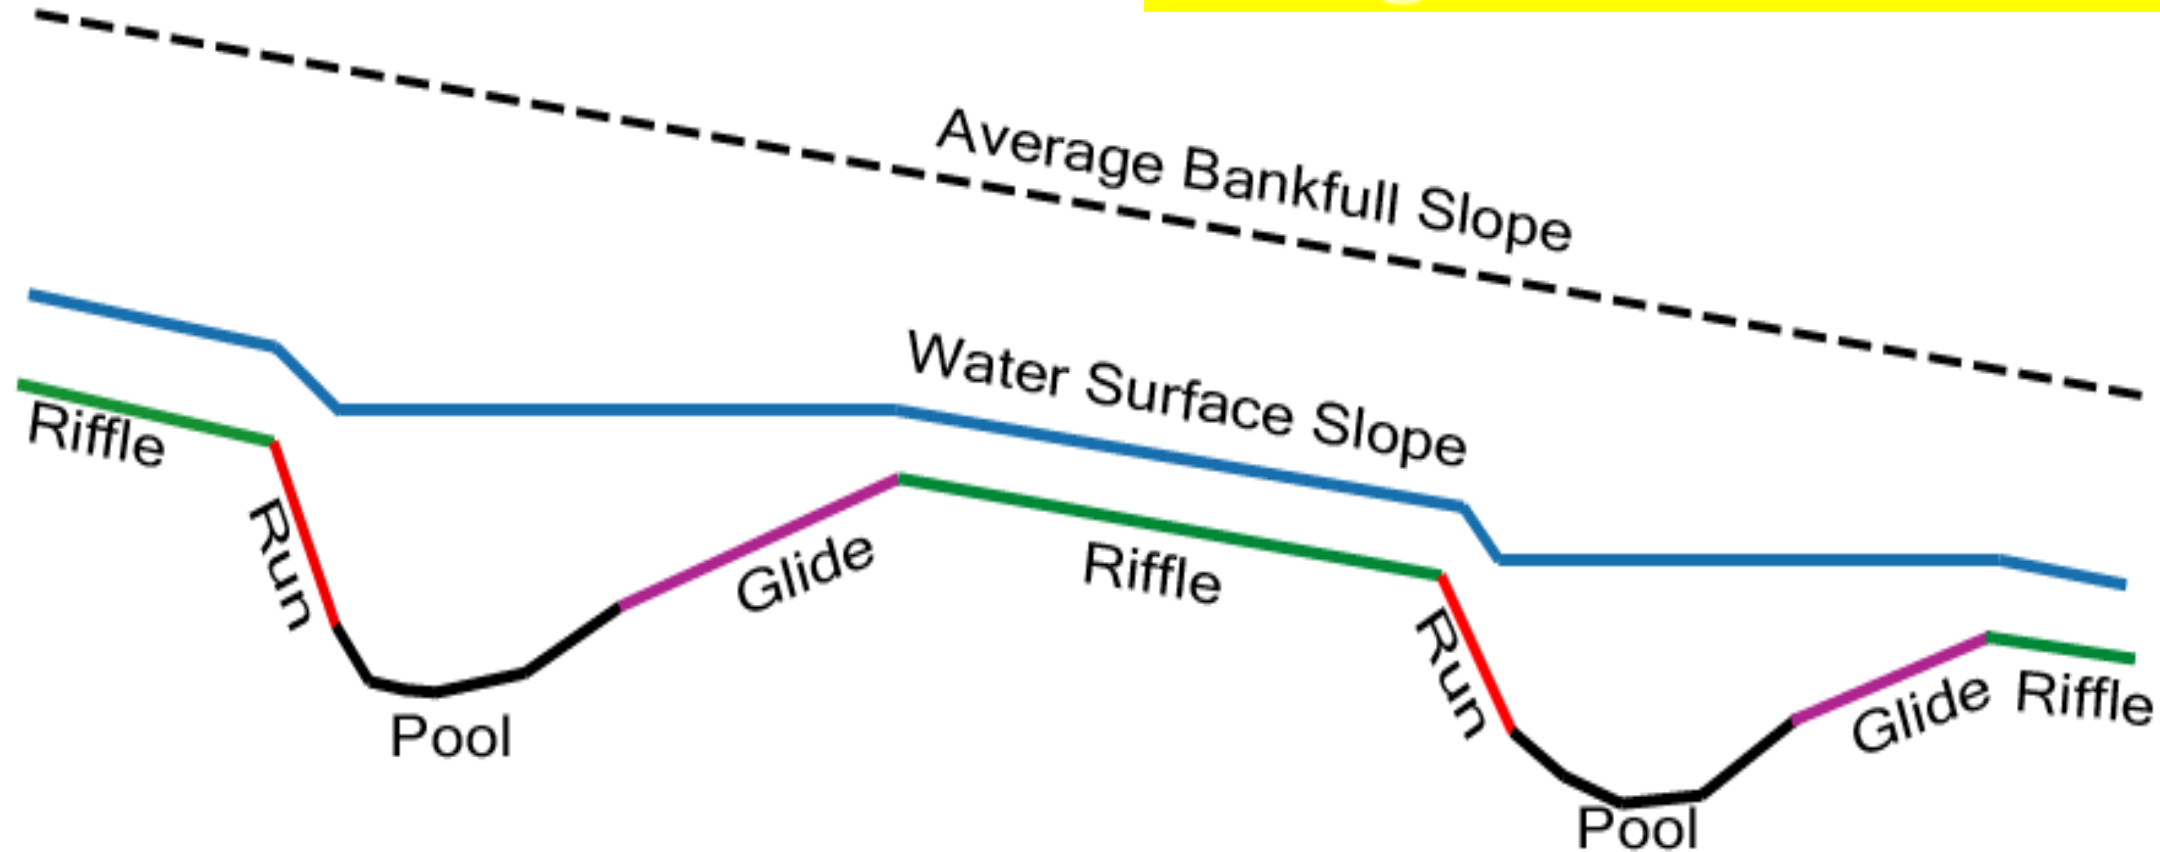 Average Bankfull Slope
Water Surface Slope
Riffle
Run
Pool
Glide
Riffle
Run
Pool
Glide
Riffle